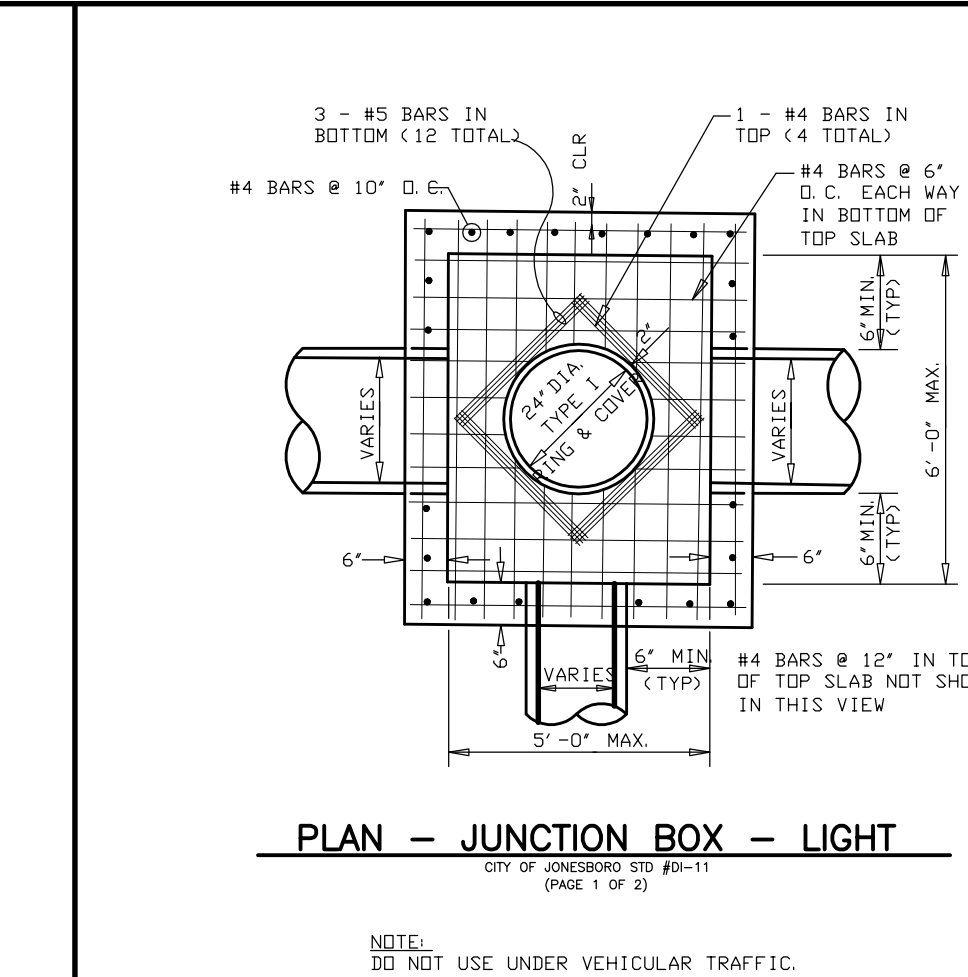 3 - #5 BARS IN
BOTTOM (12 TOTAL)
2" CLR
1 - #4 BARS IN
TOP (4 TOTAL)
#4 BARS @ 10" O.C.
#4 BARS @ 6"
O.C. EACH WAY
IN BOTTOM OF
TOP SLAB
6" MIN.
(TYP)
2"
24" DIA.
TYPE I
RING & COVER
VARIES
VARIES
6'-0" MAX.
6" MIN.
(TYP)
6"
6"
6"
VARIES
6" MIN.
(TYP)
#4 BARS @ 12" IN TO
OF TOP SLAB NOT SHO
IN THIS VIEW
5'-0" MAX.
PLAN - JUNCTION BOX - LIGHT
CITY OF JONESBORO STD #DI-11
(PAGE 1 OF 2)
NOTE:
DO NOT USE UNDER VEHICULAR TRAFFIC.